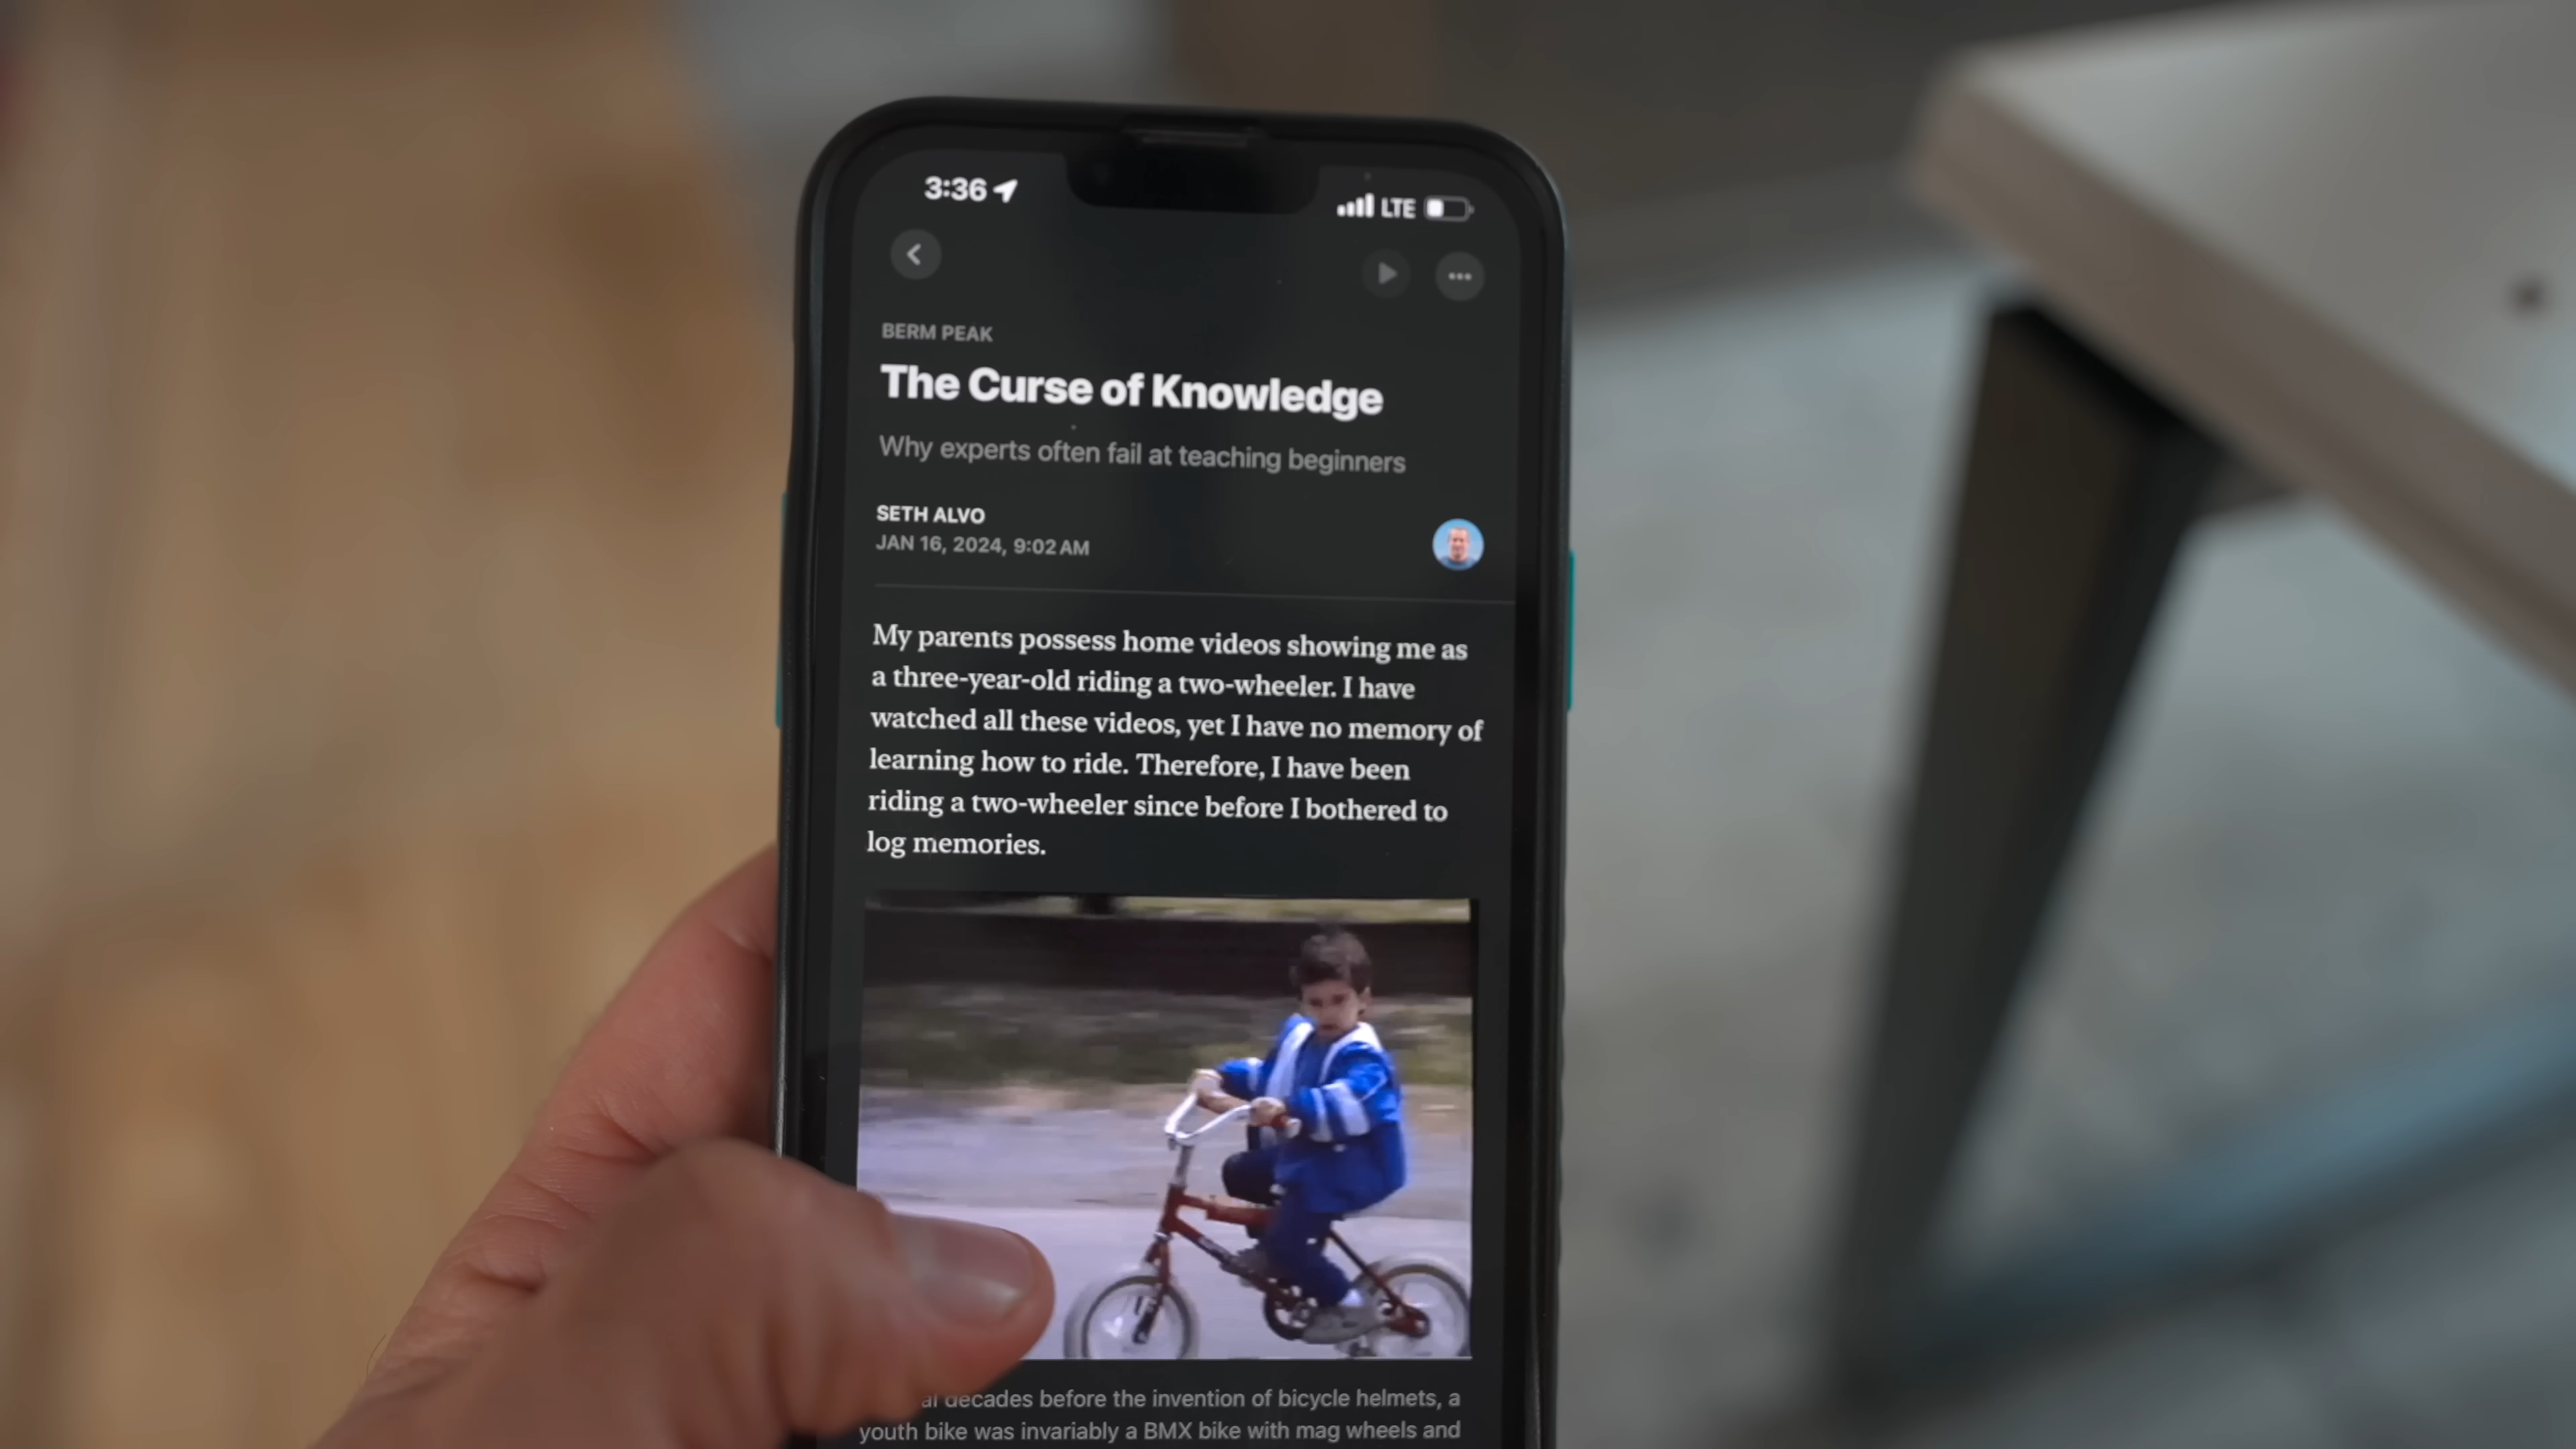 3:36 LTE
BERM PEAK
The Curse of Knowledge
Why experts often fail at teaching beginners
SETH ALVO
JAN 16, 2024, 9:02 AM
My parents possess home videos showing me as
a three-year-old riding a two-wheeler. I have
watched all these videos, yet I have no memory of
learning how to ride. Therefore, I have been
riding a two-wheeler since before I bothered to
log memories.
decades before the invention of bicycle helmets, a
youth bike was invariably a BMX bike with mag wheels and